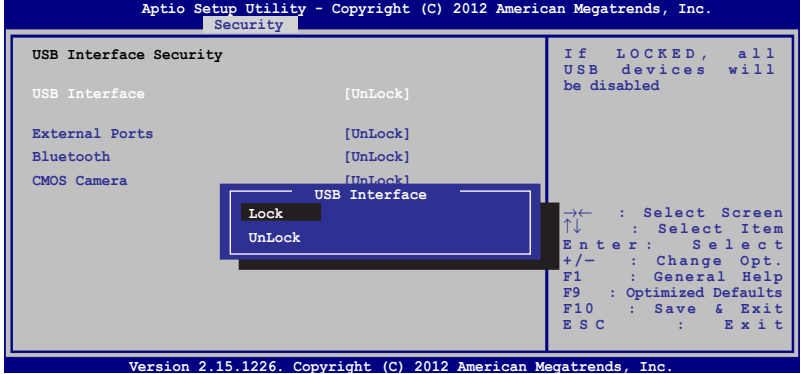 Aptio Setup Utility - Copyright (C) 2012 American Megatrends, Inc.
Security
USB Interface Security
USB Interface [UnLock]
External Ports [UnLock]
Bluetooth [UnLock]
CMOS Camera [UnLock]
USB Interface
Lock
UnLock
If LOCKED, all
USB devices will
be disabled
→← : Select Screen
↑↓ : Select Item
Enter: Select
+/— : Change Opt.
F1 : General Help
F9 : Optimized Defaults
F10 : Save & Exit
ESC : Exit
Version 2.15.1226. Copyright (C) 2012 American Megatrends, Inc.